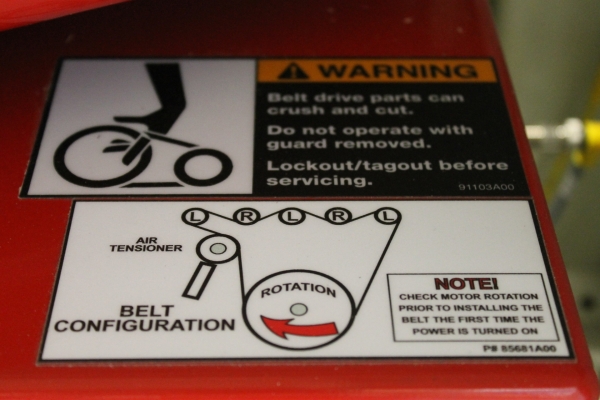 WARNING
Belt drive parts can
crush and cut.
Do not operate with
guard removed.
Lockout/tagout before
servicing.
91103A00
L R L R L
AIR
TENSIONER
ROTATION
BELT
CONFIGURATION
NOTE!
CHECK MOTOR ROTATION
PRIOR TO INSTALLING THE
BELT THE FIRST TIME THE
POWER IS TURNED ON
P# 85681A00